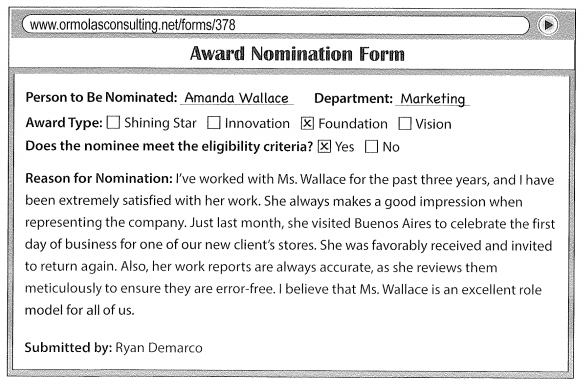 www.ormolasconsulting.net/forms/378
Award Nomination Form
Person to Be Nominated: Amanda Wallace Department: Marketing
Award Type: ☐ Shining Star ☐ Innovation ☒ Foundation ☐ Vision
Does the nominee meet the eligibility criteria? ☒ Yes ☐ No
Reason for Nomination: I've worked with Ms. Wallace for the past three years, and I have
been extremely satisfied with her work. She always makes a good impression when
representing the company. Just last month, she visited Buenos Aires to celebrate the first
day of business for one of our new client's stores. She was favorably received and invited
to return again. Also, her work reports are always accurate, as she reviews them
meticulously to ensure they are error-free. I believe that Ms. Wallace is an excellent role
model for all of us.
Submitted by: Ryan Demarco